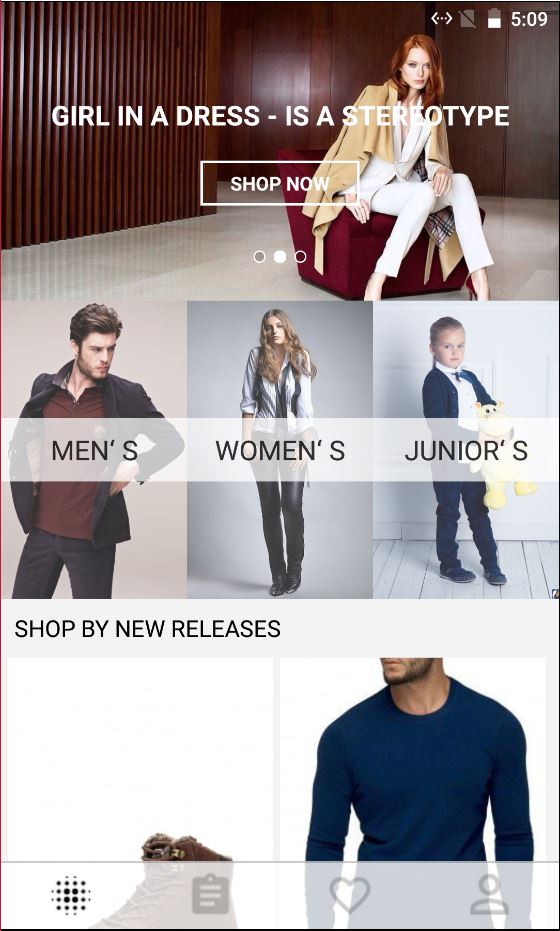 5:09
GIRL IN A DRESS - IS A STEREOTYPE
SHOP NOW
MEN‘ S
WOMEN‘ S
JUNIOR‘ S
SHOP BY NEW RELEASES